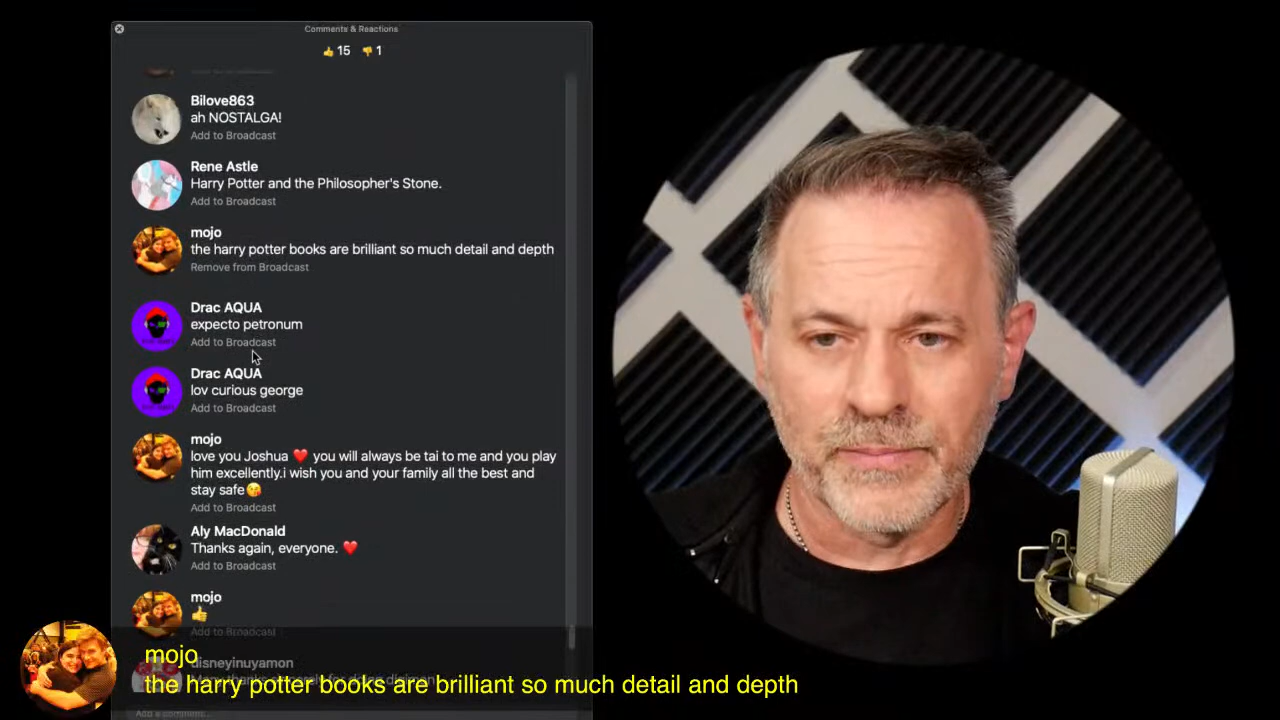 Comments & Reactions
👍 15 👎 1
Bilove863
ah NOSTALGA!
Add to Broadcast
Rene Astle
Harry Potter and the Philosopher's Stone.
Add to Broadcast
mojo
the harry potter books are brilliant so much detail and depth
Remove from Broadcast
Drac AQUA
expecto petronum
Add to Broadcast
Drac AQUA
lov curious george
Add to Broadcast
mojo
love you Joshua ❤️ you will always be tai to me and you play
him excellently.i wish you and your family all the best and
stay safe😘
Add to Broadcast
Aly MacDonald
Thanks again, everyone. ❤️
Add to Broadcast
mojo
👍
Add to Broadcast
disneyinuyamon
mojo
the harry potter books are brilliant so much detail and depth
Add a comment...